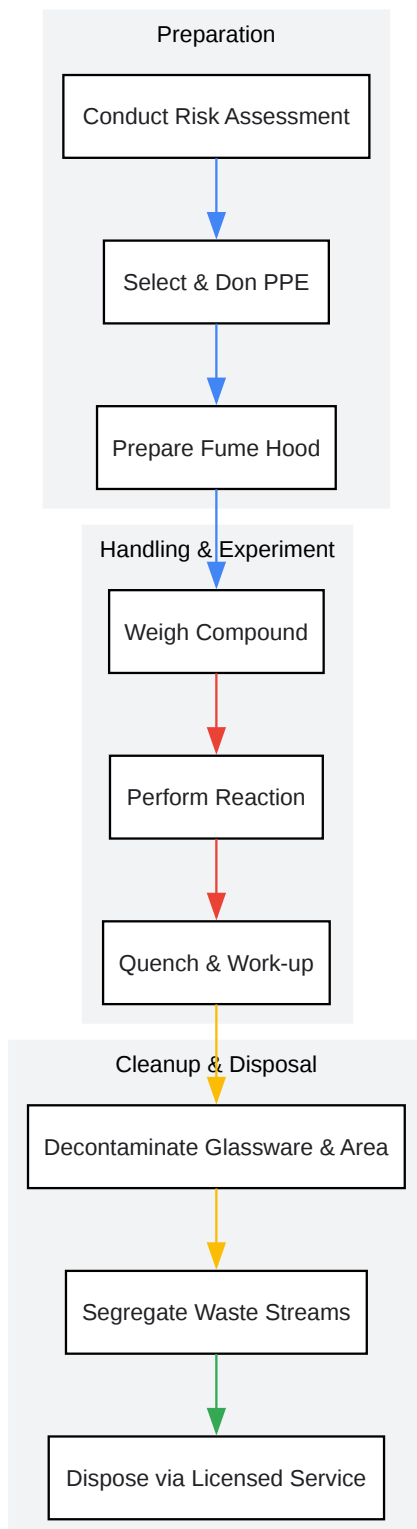 Preparation
Conduct Risk Assessment
Select & Don PPE
Prepare Fume Hood
Handling & Experiment
Weigh Compound
Perform Reaction
Quench & Work-up
Cleanup & Disposal
Decontaminate Glassware & Area
Segregate Waste Streams
Dispose via Licensed Service